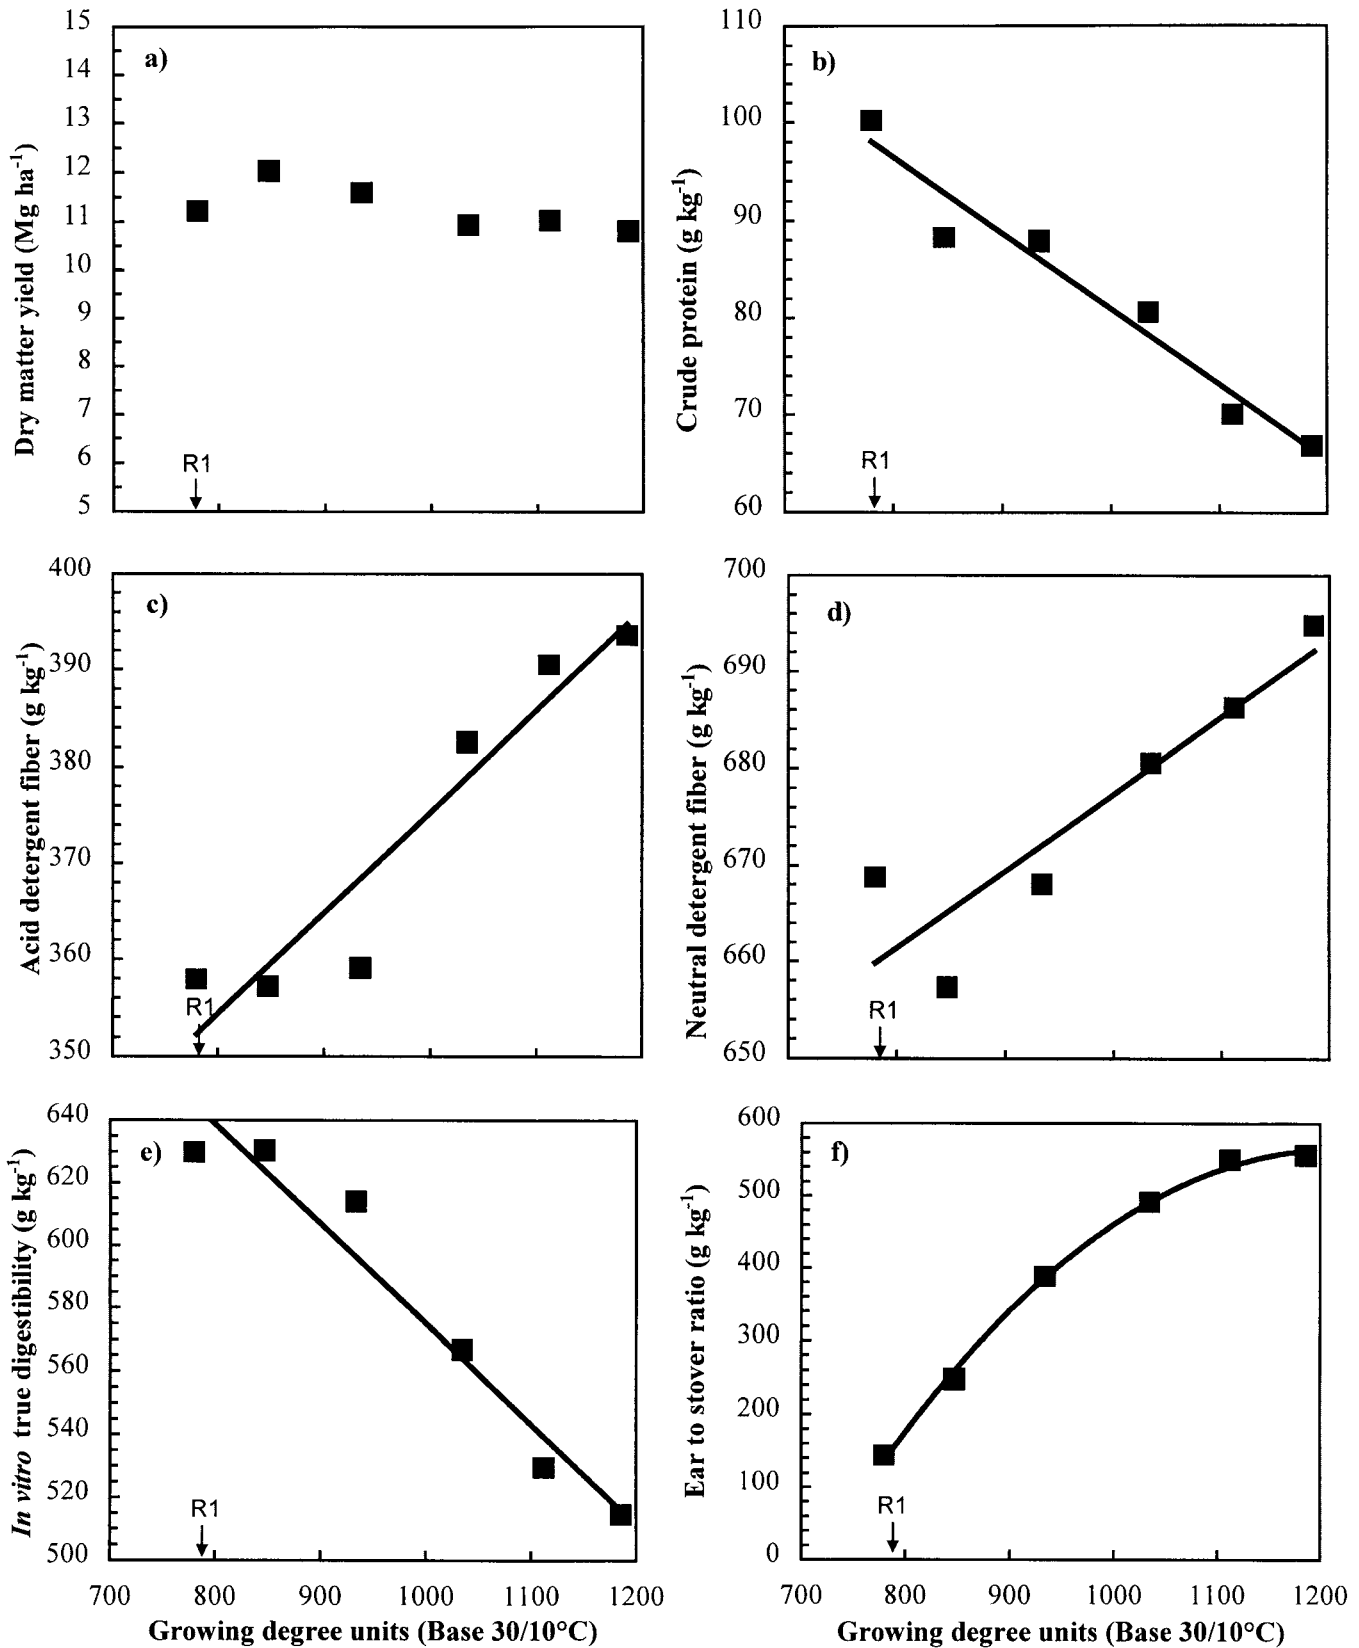 a)
Dry matter yield (Mg ha⁻¹)
15
14
13
12
11
10
9
8
7
6
5
R1
b)
Crude protein (g kg⁻¹)
110
100
90
80
70
60
R1
c)
Acid detergent fiber (g kg⁻¹)
400
390
380
370
360
350
R1
d)
Neutral detergent fiber (g kg⁻¹)
700
690
680
670
660
650
R1
e)
In vitro true digestibility (g kg⁻¹)
640
620
600
580
560
540
520
500
R1
700 800 900 1000 1100 1200
Growing degree units (Base 30/10°C)
f)
Ear to stover ratio (g kg⁻¹)
600
500
400
300
200
100
0
R1
700 800 900 1000 1100 1200
Growing degree units (Base 30/10°C)